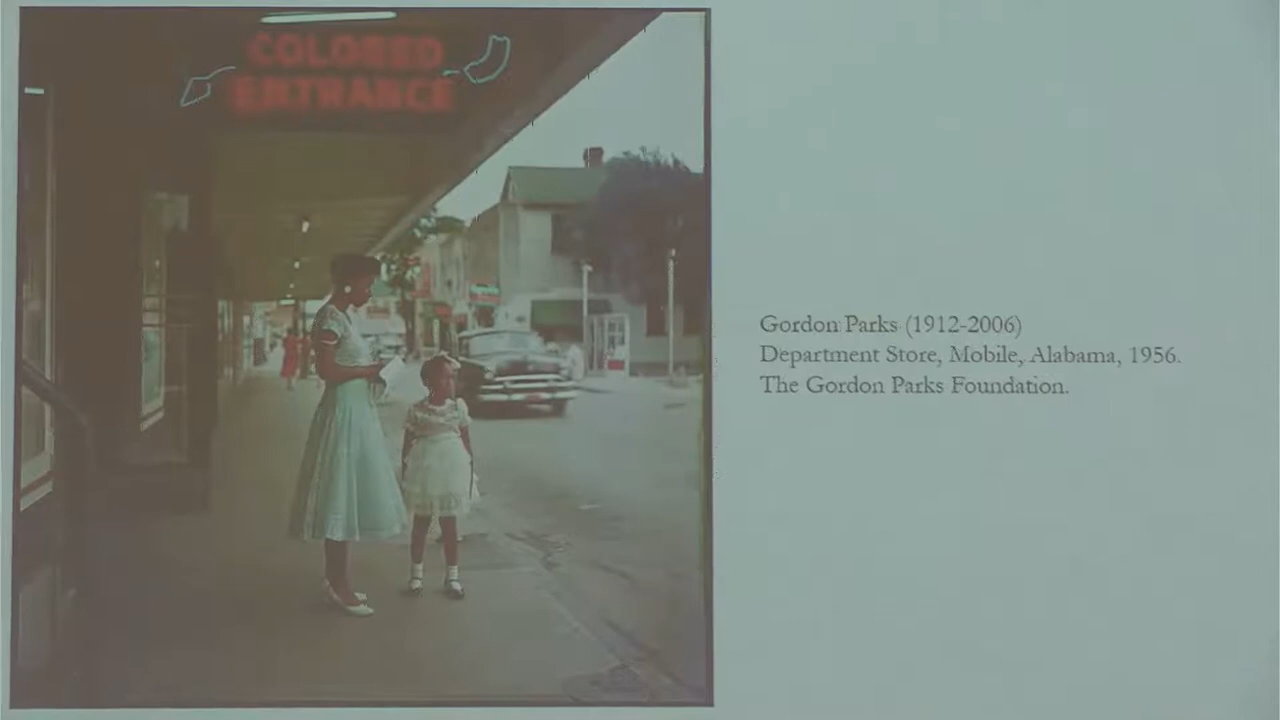 COLORED
ENTRANCE
Gordon Parks (1912-2006)
Department Store, Mobile, Alabama, 1956.
The Gordon Parks Foundation.